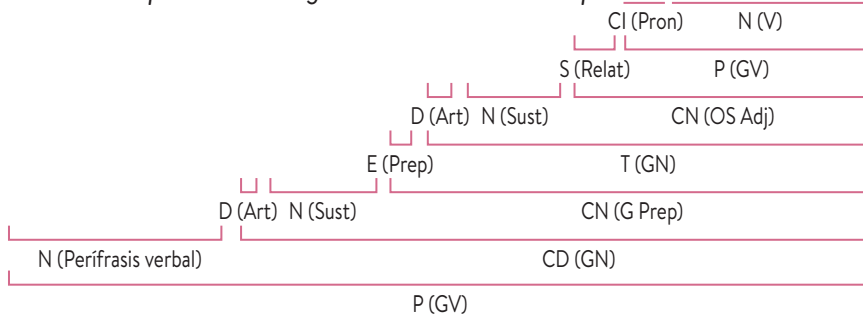 CI (Pron) N (V)
S (Relat) P (GV)
D (Art) N (Sust) CN (OS Adj)
E (Prep) T (GN)
D (Art) N (Sust) CN (G Prep)
N (Perífrasis verbal) CD (GN)
P (GV)